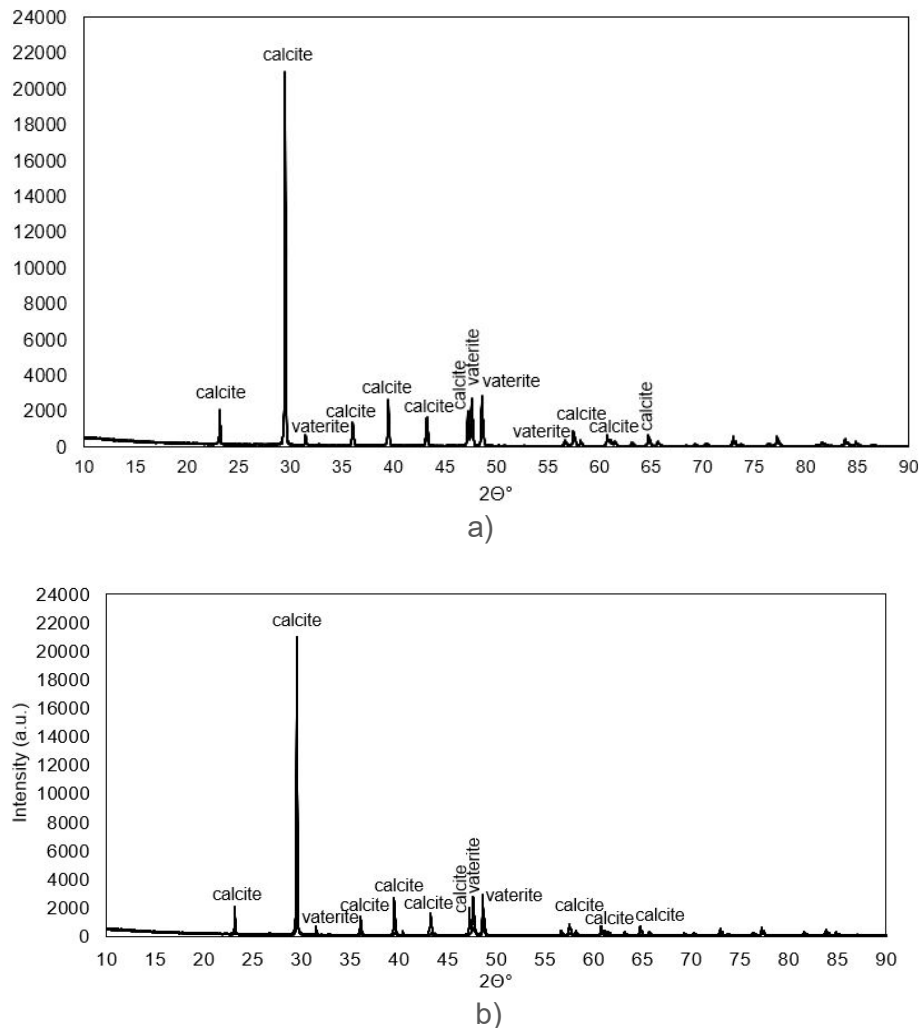 24000
22000
20000
18000
16000
14000
12000
10000
8000
6000
4000
2000
0
calcite
calcite
vaterite
calcite
calcite
calcite
calcite
vaterite
vaterite
vaterite
calcite
calcite
calcite
10 15 20 25 30 35 40 45 50 55 60 65 70 75 80 85 90
2Θ°
a)
24000
22000
20000
18000
16000
14000
12000
10000
8000
6000
4000
2000
0
Intensity (a.u.)
calcite
calcite
vaterite
calcite
calcite
calcite
calcite
vaterite
vaterite
calcite
calcite
calcite
10 15 20 25 30 35 40 45 50 55 60 65 70 75 80 85 90
2Θ°
b)